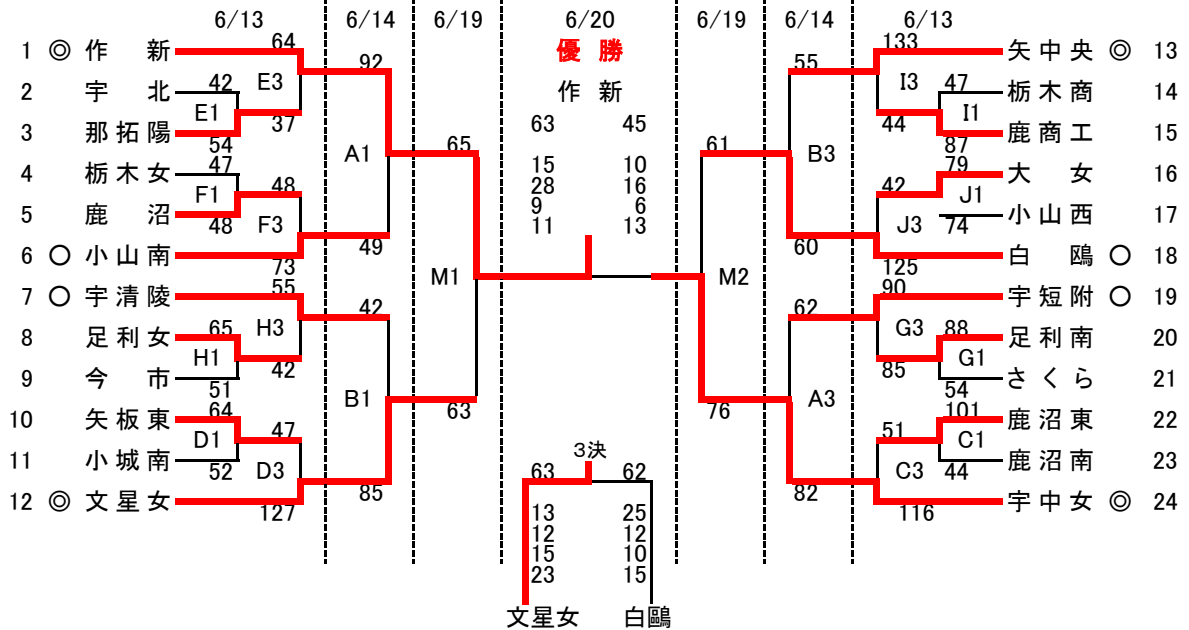 6/13 6/14 6/19 6/20 6/19 6/14 6/13
優 勝
作 新
63 45
15 10
28 16
9 6
11 13
1 ◎ 作 新 64
2 宇 北 42
E1 E3
3 那拓陽 54 37
92
4 栃木女 47
F1
5 鹿 沼 48 48
F3
6 ○ 小山南 73 49
A1
7 ○ 宇清陵 55 42
H3
8 足利女 65
H1
9 今 市 51 42
10 矢板東 64
D1
11 小城南 52 47
D3
12 ◎ 文星女 127 85
B1
65
M1
63
133 矢中央 ◎ 13
55
I3
47 栃木商 14
I1
44 87 鹿商工 15
B3
79 大 女 16
42
J1
74 小山西 17
J3
60 125 白 鴎 ○ 18
61
M2
76
62 90 宇短附 ○ 19
G3
88 足利南 20
G1
85 54 さくら 21
A3
101 鹿沼東 22
51
C1
44 鹿沼南 23
C3
82 116 宇中女 ◎ 24
3決
63 62
13 25
12 12
15 10
23 15
文星女 白鷗